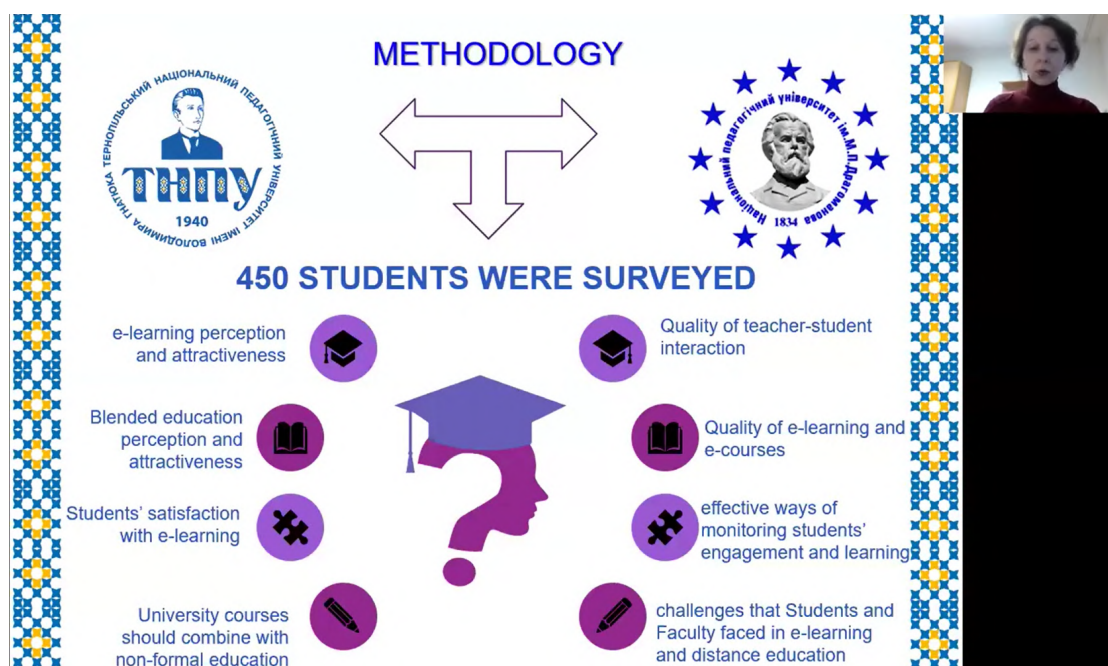 METHODOLOGY
ТЕРНОПІЛЬСЬКИЙ НАЦІОНАЛЬНИЙ ПЕДАГОГІЧНИЙ УНІВЕРСИТЕТ ІМЕНІ ВОЛОДИМИРА ГНАТЮКА
ТНПУ
1940
Національний педагогічний університет ім.М.П.Драгоманова
1834
450 STUDENTS WERE SURVEYED
e-learning perception
and attractiveness
Blended education
perception and
attractiveness
Students' satisfaction
with e-learning
University courses
should combine with
non-formal education
Quality of teacher-student
interaction
Quality of e-learning and
e-courses
effective ways of
monitoring students'
engagement and learning
challenges that Students and
Faculty faced in e-learning
and distance education